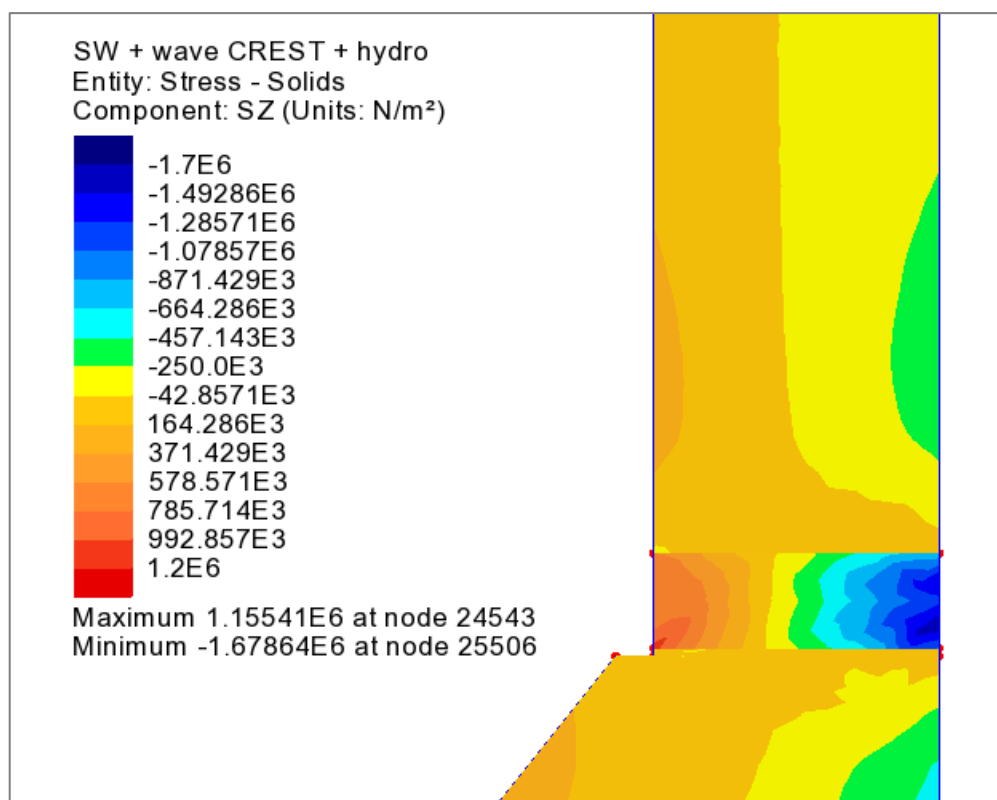 SW + wave CREST + hydro
Entity: Stress - Solids
Component: SZ (Units: N/m²)
-1.7E6
-1.49286E6
-1.28571E6
-1.07857E6
-871.429E3
-664.286E3
-457.143E3
-250.0E3
-42.8571E3
164.286E3
371.429E3
578.571E3
785.714E3
992.857E3
1.2E6
Maximum 1.15541E6 at node 24543
Minimum -1.67864E6 at node 25506